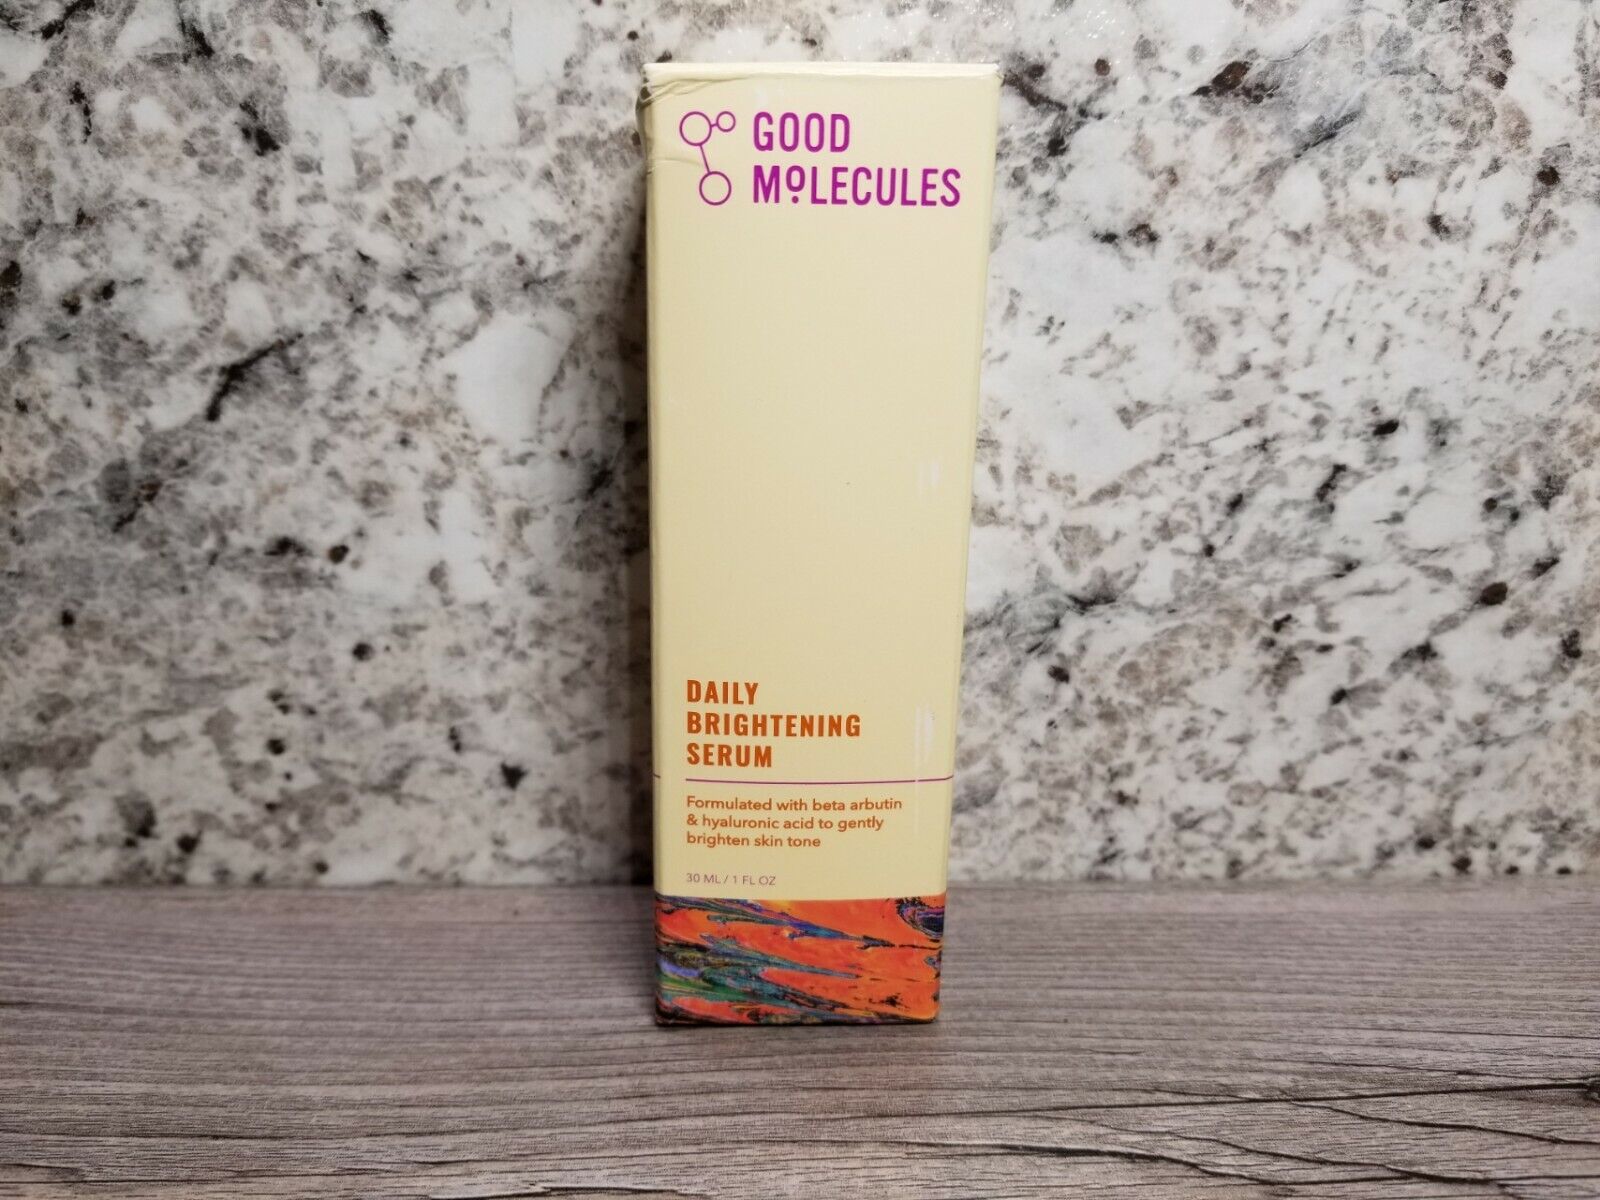 GOOD
MOLECULES
DAILY
BRIGHTENING
SERUM
Formulated with beta arbutin
& hyaluronic acid to gently
brighten skin tone
30 ML / 1 FL OZ